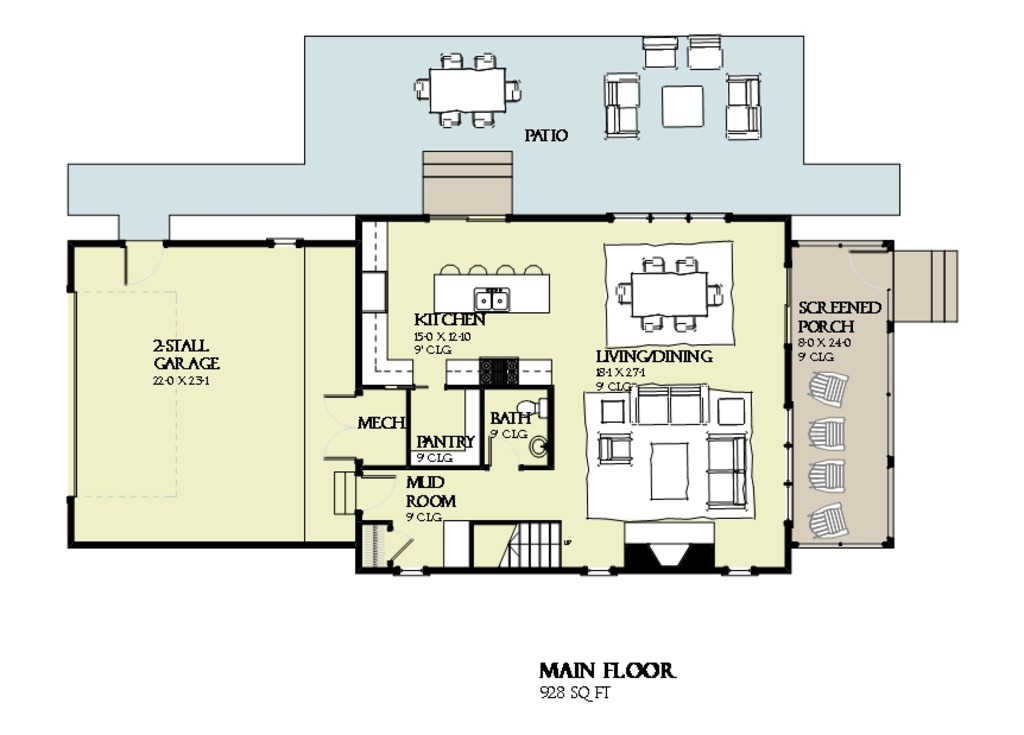 PATIO
2-STALL
GARAGE
22-0 X 23-1
KITCHEN
15-0 X 12-10
9' CLG
LIVING/DINING
18-1 X 27-1
9' CLG
SCREENED
PORCH
8-0 X 24-0
9' CLG
MECH.
PANTRY
9' CLG
BATH
9' CLG
MUD
ROOM
9' CLG
UP
MAIN FLOOR
928 SQ FT